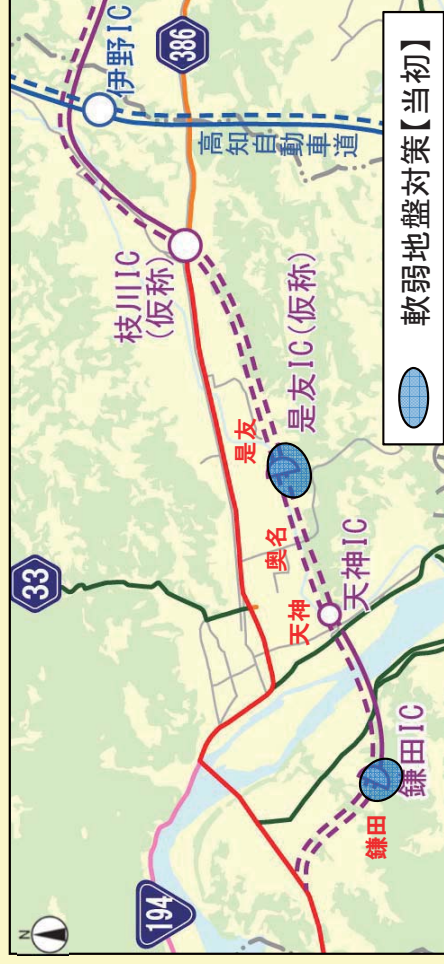 N
194
33
386
伊野IC
高知自動車道
枝川IC
(仮称)
是友
是友IC(仮称)
奥名
天神
天神IC
鎌田
鎌田IC
軟弱地盤対策【当初】